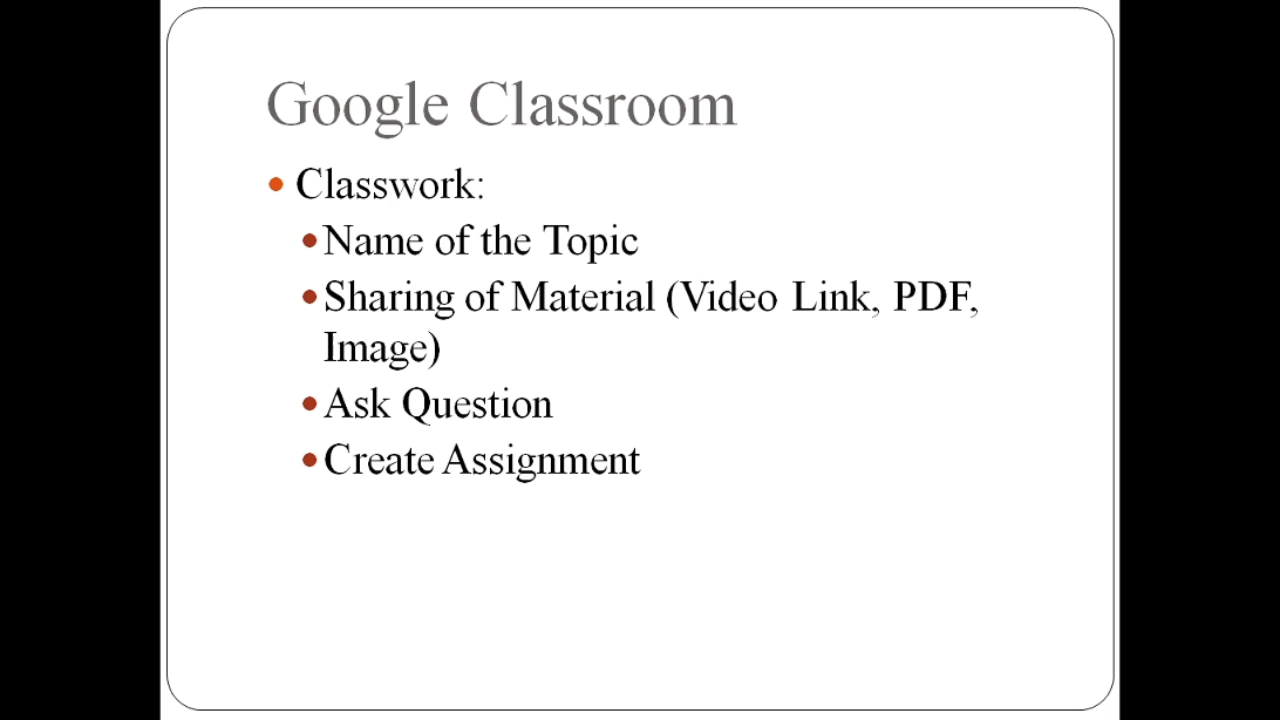 Google Classroom
Classwork:
Name of the Topic
Sharing of Material (Video Link, PDF,
Image)
Ask Question
Create Assignment